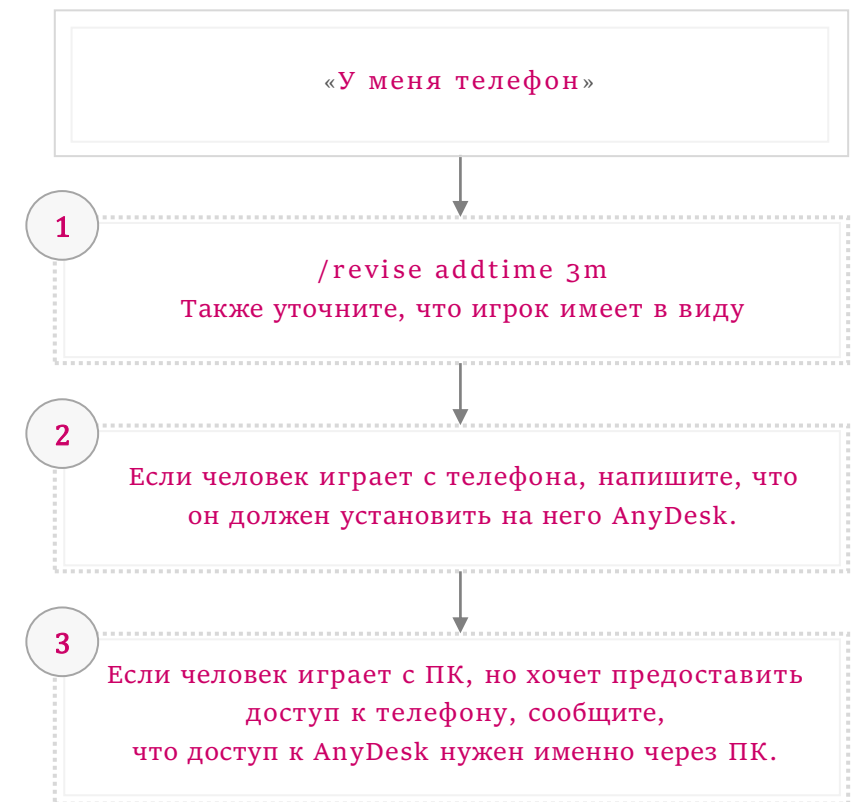 «У меня телефон»
1
/revise addtime 3m
Также уточните, что игрок имеет в виду
2
Если человек играет с телефона, напишите, что
он должен установить на него AnyDesk.
3
Если человек играет с ПК, но хочет предоставить
доступ к телефону, сообщите,
что доступ к AnyDesk нужен именно через ПК.